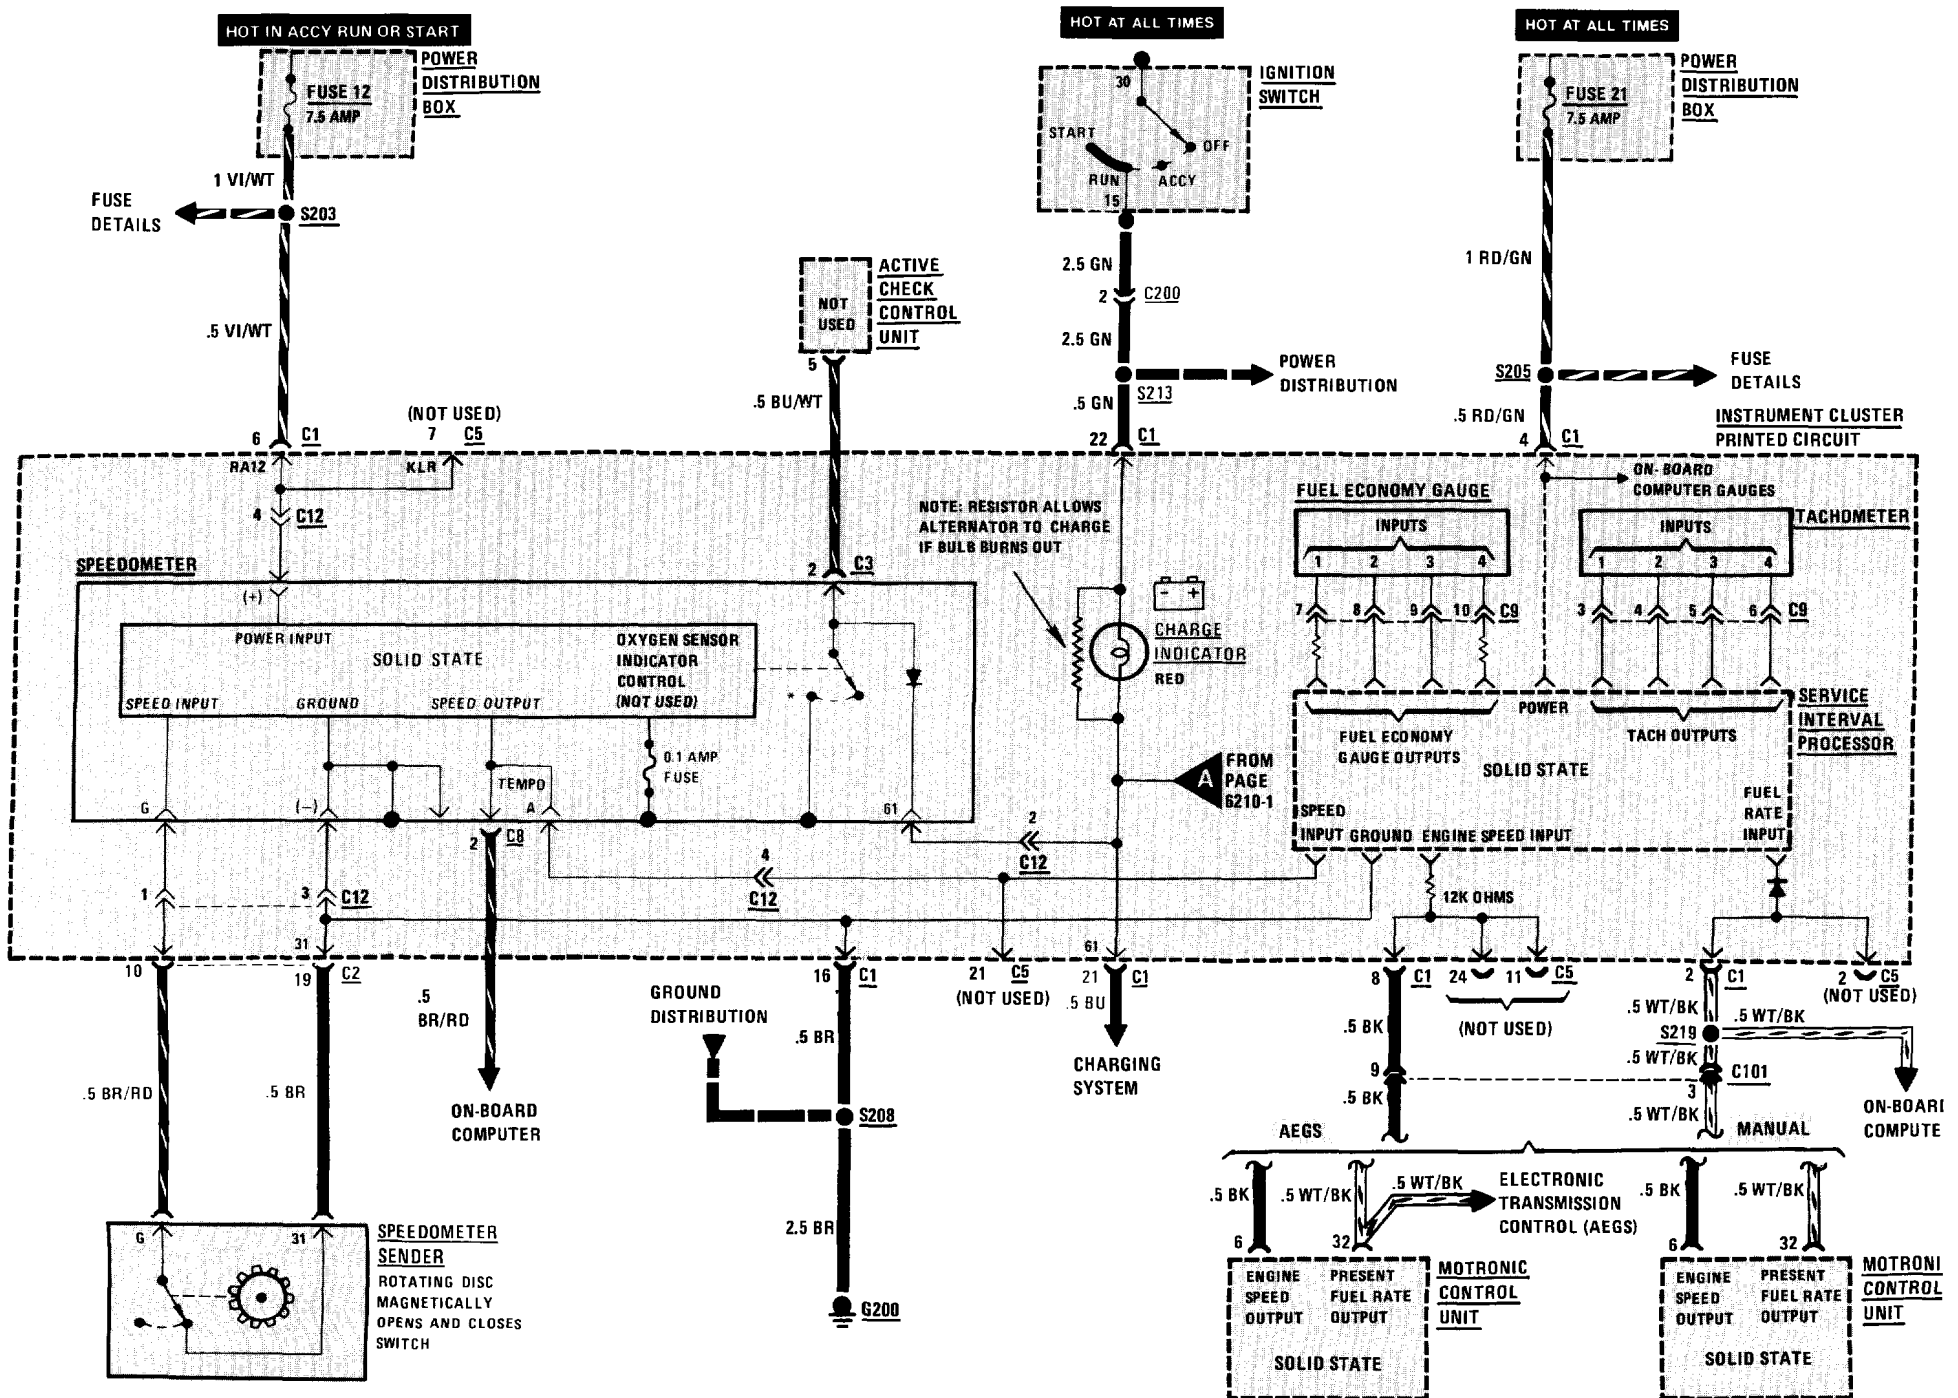 HOT IN ACCY RUN OR START
POWER
DISTRIBUTION
BOX
FUSE 12
7.5 AMP
1 VI/WT
FUSE
DETAILS
S203
.5 VI/WT
HOT AT ALL TIMES
IGNITION
SWITCH
30
START
OFF
RUN
ACCY
15
2.5 GN
2
C200
2.5 GN
S213
POWER
DISTRIBUTION
.5 GN
22
C1
HOT AT ALL TIMES
POWER
DISTRIBUTION
BOX
FUSE 21
7.5 AMP
1 RD/GN
S205
FUSE
DETAILS
.5 RD/GN
4
C1
INSTRUMENT CLUSTER
PRINTED CIRCUIT
ACTIVE
CHECK
CONTROL
UNIT
NOT
USED
5
.5 BU/WT
(NOT USED)
6
C1
7
C5
RA12
KLR
4
C12
SPEEDOMETER
2
C3
(+)
POWER INPUT
SOLID STATE
OXYGEN SENSOR
INDICATOR
CONTROL
(NOT USED)
*
SPEED INPUT
GROUND
SPEED OUTPUT
0.1 AMP
FUSE
TEMPO
G
(–)
A
61
2
C8
NOTE: RESISTOR ALLOWS
ALTERNATOR TO CHARGE
IF BULB BURNS OUT
- +
CHARGE
INDICATOR
RED
A
FROM
PAGE
6210-1
2
C12
4
C12
ON-BOARD
COMPUTER GAUGES
FUEL ECONOMY GAUGE
INPUTS
1 2 3 4
7 8 9 10 C9
TACHOMETER
INPUTS
1 2 3 4
3 4 5 6 C9
SERVICE
INTERVAL
PROCESSOR
POWER
FUEL ECONOMY
GAUGE OUTPUTS
TACH OUTPUTS
SOLID STATE
SPEED
INPUT
GROUND
ENGINE SPEED INPUT
FUEL
RATE
INPUT
12K OHMS
1
3
C12
31
61
10
19
C2
16
C1
21
C5
(NOT USED)
21
C1
.5 BU
CHARGING
SYSTEM
8
C1
24
11
C5
(NOT USED)
2
C1
2
C5
(NOT USED)
.5
BR/RD
ON-BOARD
COMPUTER
GROUND
DISTRIBUTION
.5 BR
S208
2.5 BR
G200
.5 BR/RD
.5 BR
G
31
SPEEDOMETER
SENDER
ROTATING DISC
MAGNETICALLY
OPENS AND CLOSES
SWITCH
.5 BK
9
.5 BK
.5 WT/BK
.5 WT/BK
S219
.5 WT/BK
C101
3
.5 WT/BK
ON-BOARD
COMPUTE
AEGS
MANUAL
.5 BK
.5 WT/BK
.5 WT/BK
ELECTRONIC
TRANSMISSION
CONTROL (AEGS)
6
32
ENGINE
SPEED
OUTPUT
PRESENT
FUEL RATE
OUTPUT
SOLID STATE
MOTRONIC
CONTROL
UNIT
.5 BK
.5 WT/BK
6
32
ENGINE
SPEED
OUTPUT
PRESENT
FUEL RATE
OUTPUT
SOLID STATE
MOTRONI
CONTROL
UNIT